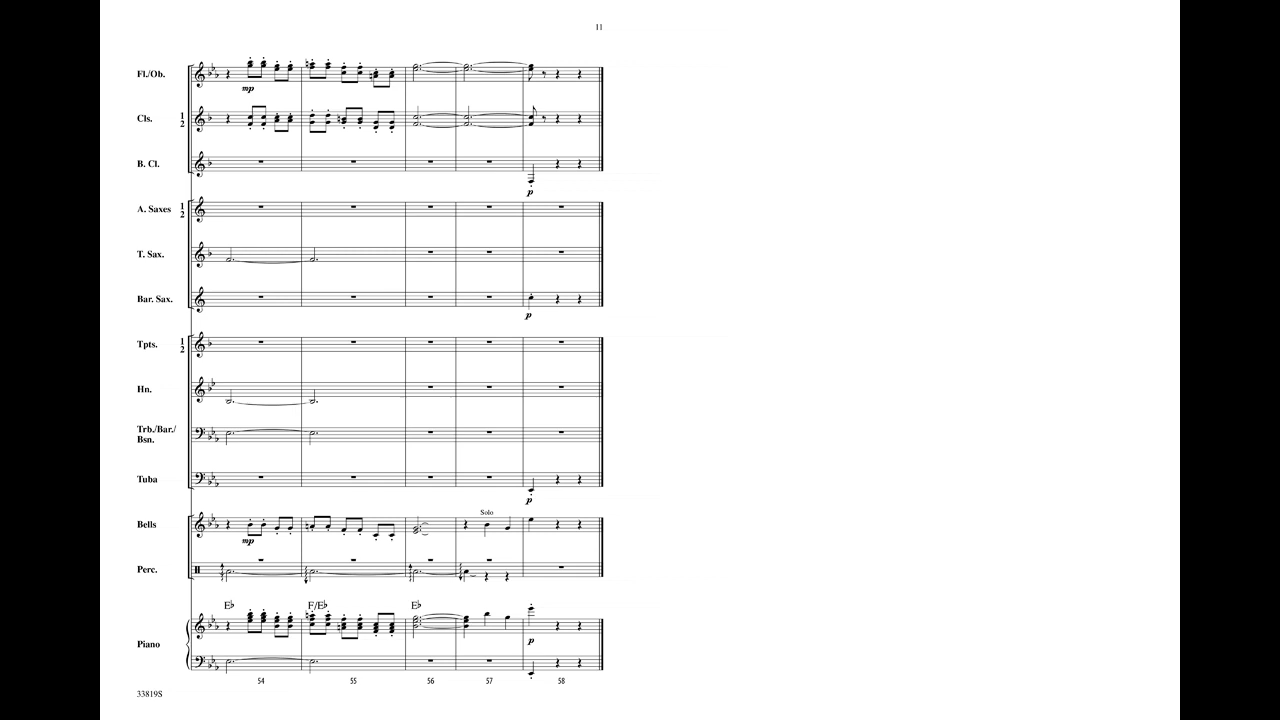 11
Fl./Ob.
mp
Cls. 1
2
B. Cl.
p
A. Saxes 1
2
T. Sax.
Bar. Sax.
p
Tpts. 1
2
Hn.
Trb./Bar./
Bsn.
Tuba
p
Solo
Bells
mp
Perc.
E♭ F/E♭ E♭
p
Piano
54 55 56 57 58
33819S